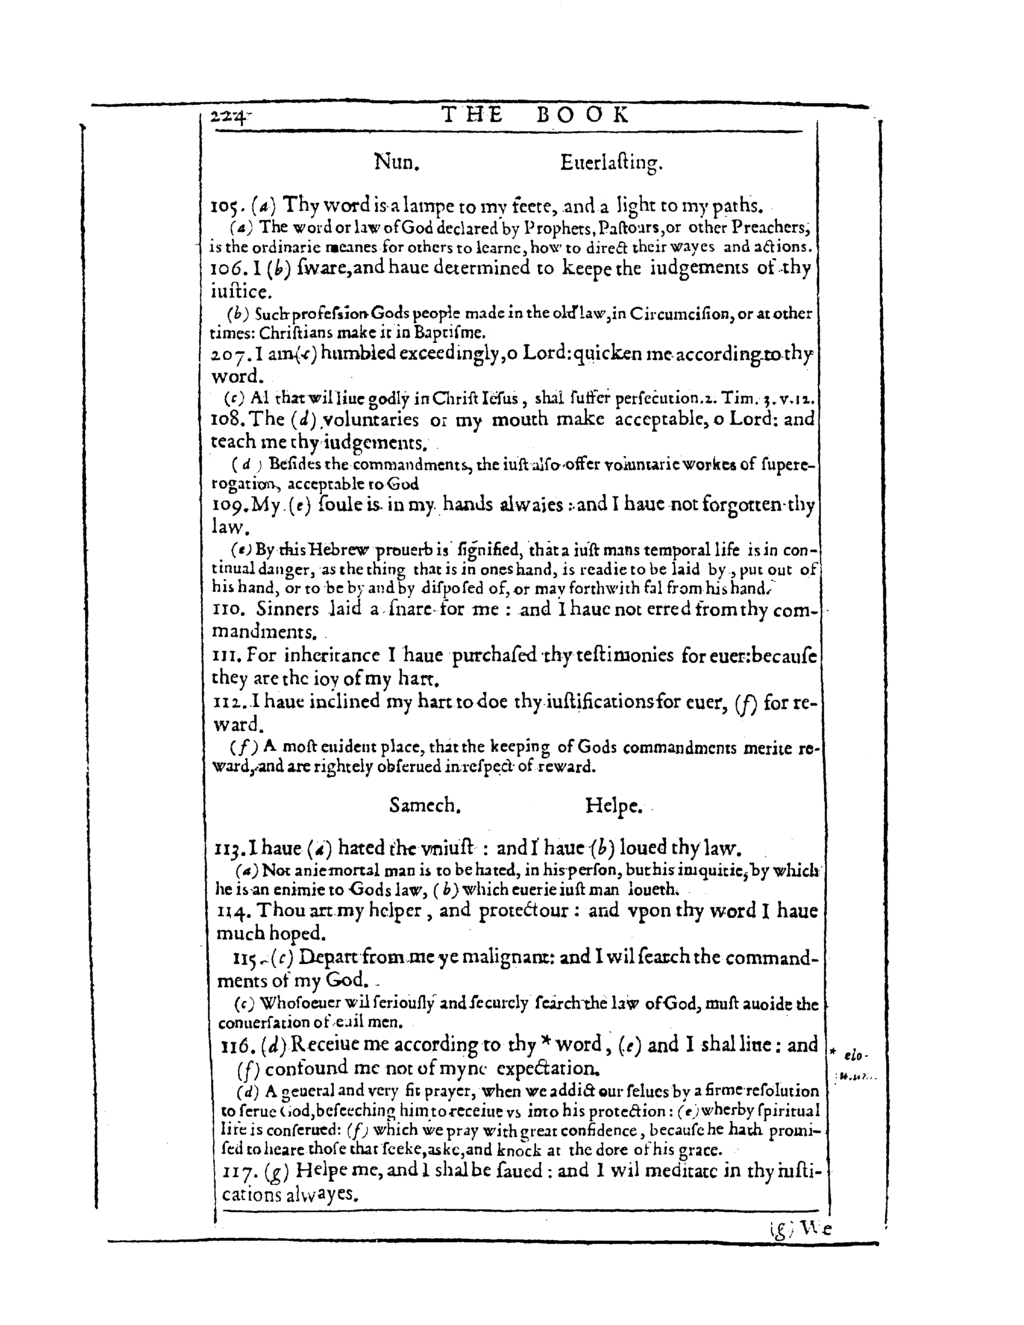 224
THE BOOK
Nun. Euerlaſting.
105. (a) Thy word is a lampe to my feete, and a light to my paths.
(a) The word or law of God declared by Prophets, Paſtours, or other Preachers,
is the ordinarie meanes for others to learne, how to direct their wayes and actions.
106. I (b) ſware, and haue determined to keepe the iudgements of thy
iuſtice.
(b) Such profeſsion Gods people made in the old law, in Circumciſion, or at other
times: Chriſtians make it in Baptiſme.
207. I am (c) humbled exceedingly, o Lord: quicken me according to thy
word.
(c) Al that wil liue godly in Chriſt Ieſus, shal ſuffer perſecution. 2. Tim. 3. v. 12.
108. The (d) voluntaries of my mouth make acceptable, o Lord: and
teach me thy iudgements.
(d) Beſides the commandments, the iuſt alſo offer voluntarie workes of ſupere-
rogation, acceptable to God
109. My (e) ſoule is in my hands alwaies: and I haue not forgotten thy
law.
(e) By this Hebrew prouerb is ſignified, that a iuſt mans temporal life is in con-
tinual danger, as the thing that is in ones hand, is readie to be laid by, put out of
his hand, or to be by and by diſpoſed of, or may forthwith fal from his hand.
110. Sinners laid a ſnare for me: and I haue not erred from thy com-
mandments.
111. For inheritance I haue purchaſed thy teſtimonies for euer: becauſe
they are the ioy of my hart.
112. I haue inclined my hart to doe thy iuſtifications for euer, (f) for re-
ward.
(f) A moſt euident place, that the keeping of Gods commandments merite re-
ward, and are rightely obſerued in reſpect of reward.
Samech. Helpe.
113. I haue (a) hated the vniuſt: and I haue (b) loued thy law.
(a) Not anie mortal man is to be hated, in his perſon, but his iniquitie, by which
he is an enimie to Gods law, (b) which euerie iuſt man loueth.
114. Thou art my helper, and protectour: and vpon thy word I haue
much hoped.
115. (c) Depart from me ye malignant: and I wil ſearch the command-
ments of my God.
(c) Whoſoeuer wil ſeriouſly and ſecurely ſearch the law of God, muſt auoide the
conuerſation of euil men.
116. (d) Receiue me according to thy * word, (e) and I shal liue: and
(f) confound me not of myne expectation.
* elo-
(d) A general and very fit prayer, when we addict our ſelues by a firme reſolution
to ſerue God, beſeeching him to receiue vs into his protection: (e) wherby ſpiritual
life is conſerued: (f) which we pray with great confidence, becauſe he hath promi-
ſed to heare thoſe that ſeeke, aske, and knock at the dore of his grace.
117. (g) Helpe me, and I shal be ſaued: and I wil meditate in thy iuſti-
cations alwayes.
(g) We